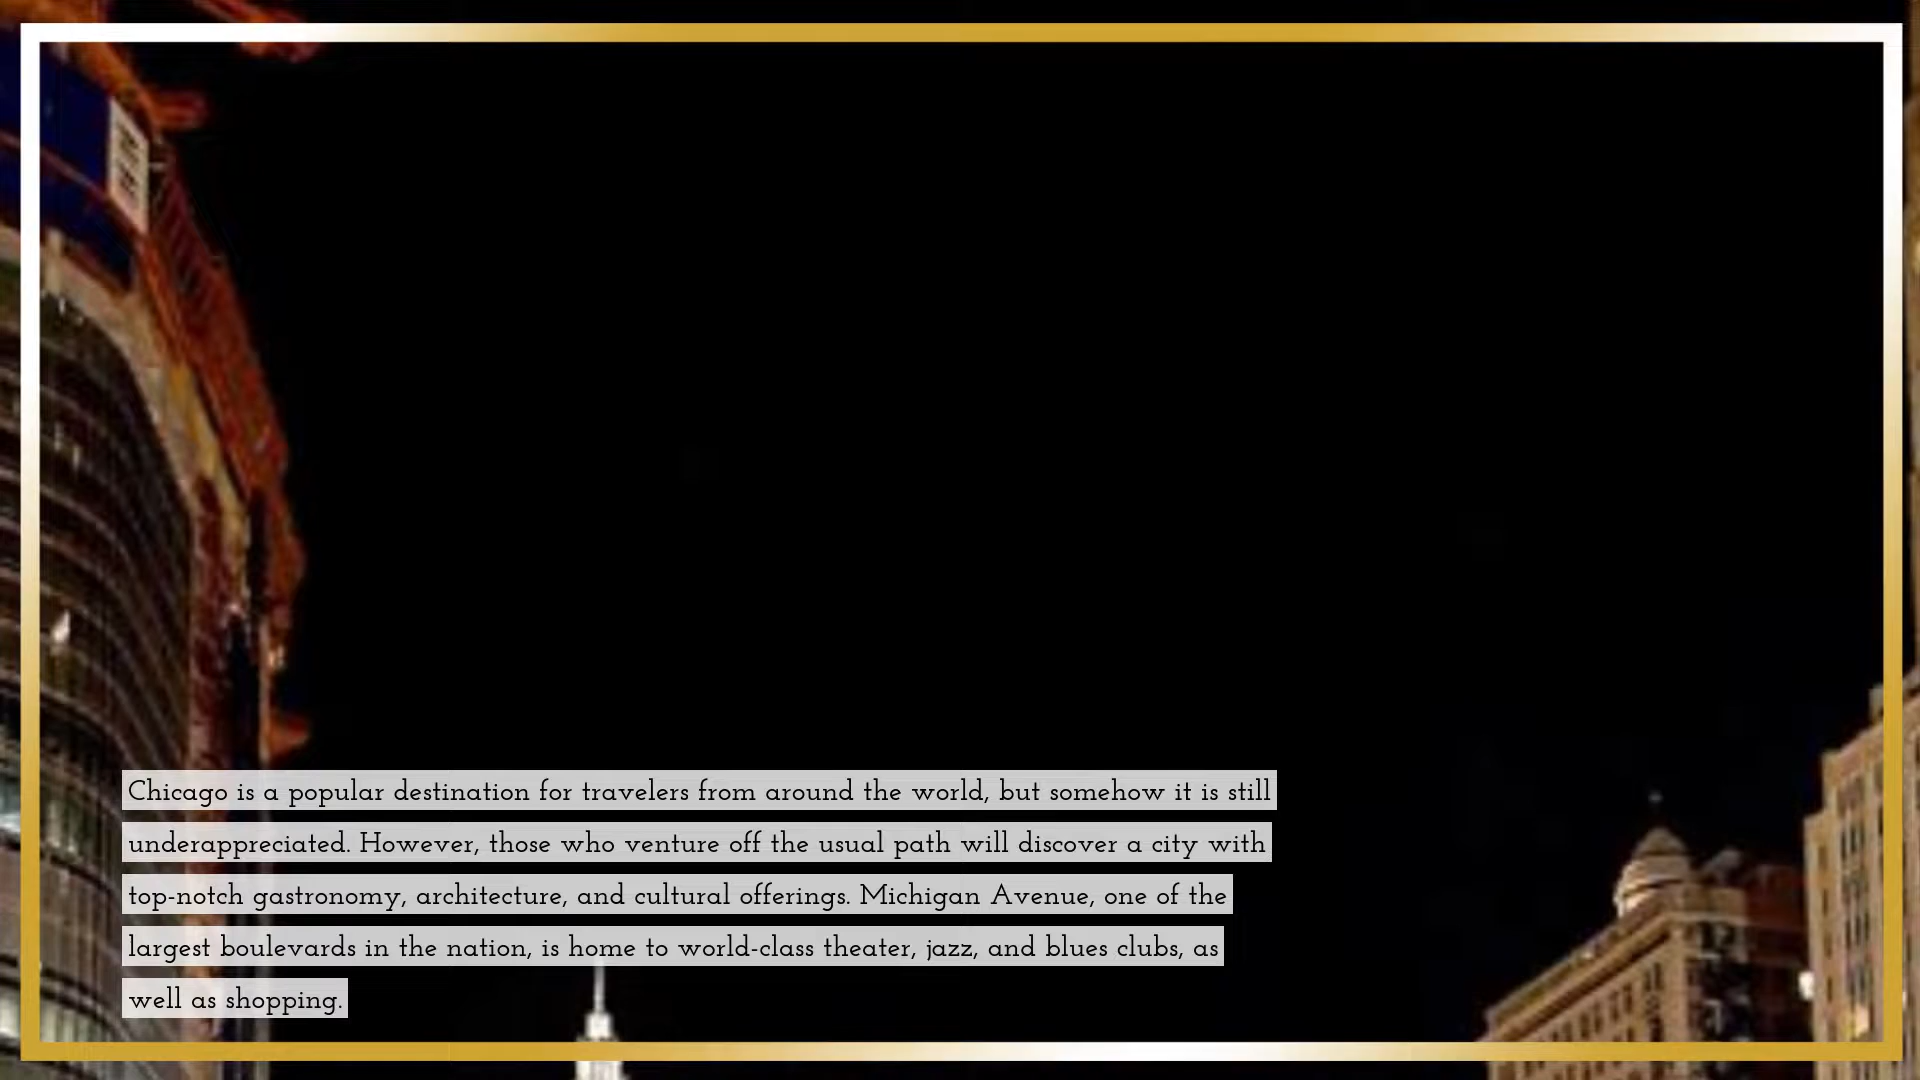 Chicago is a popular destination for travelers from around the world, but somehow it is still
underappreciated. However, those who venture off the usual path will discover a city with
top-notch gastronomy, architecture, and cultural offerings. Michigan Avenue, one of the
largest boulevards in the nation, is home to world-class theater, jazz, and blues clubs, as
well as shopping.